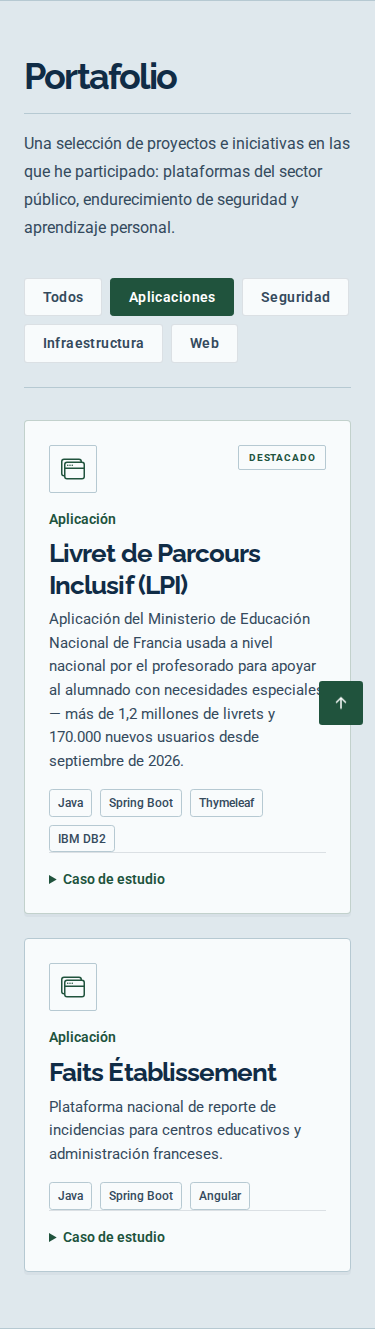 Portafolio
Una selección de proyectos e iniciativas en las
que he participado: plataformas del sector
público, endurecimiento de seguridad y
aprendizaje personal.
Todos
Aplicaciones
Seguridad
Infraestructura
Web
DESTACADO
Aplicación
Livret de Parcours
Inclusif (LPI)
Aplicación del Ministerio de Educación
Nacional de Francia usada a nivel
nacional por el profesorado para apoyar
al alumnado con necesidades especiales
— más de 1,2 millones de livrets y
170.000 nuevos usuarios desde
septiembre de 2026.
Java
Spring Boot
Thymeleaf
IBM DB2
Caso de estudio
Aplicación
Faits Établissement
Plataforma nacional de reporte de
incidencias para centros educativos y
administración franceses.
Java
Spring Boot
Angular
Caso de estudio